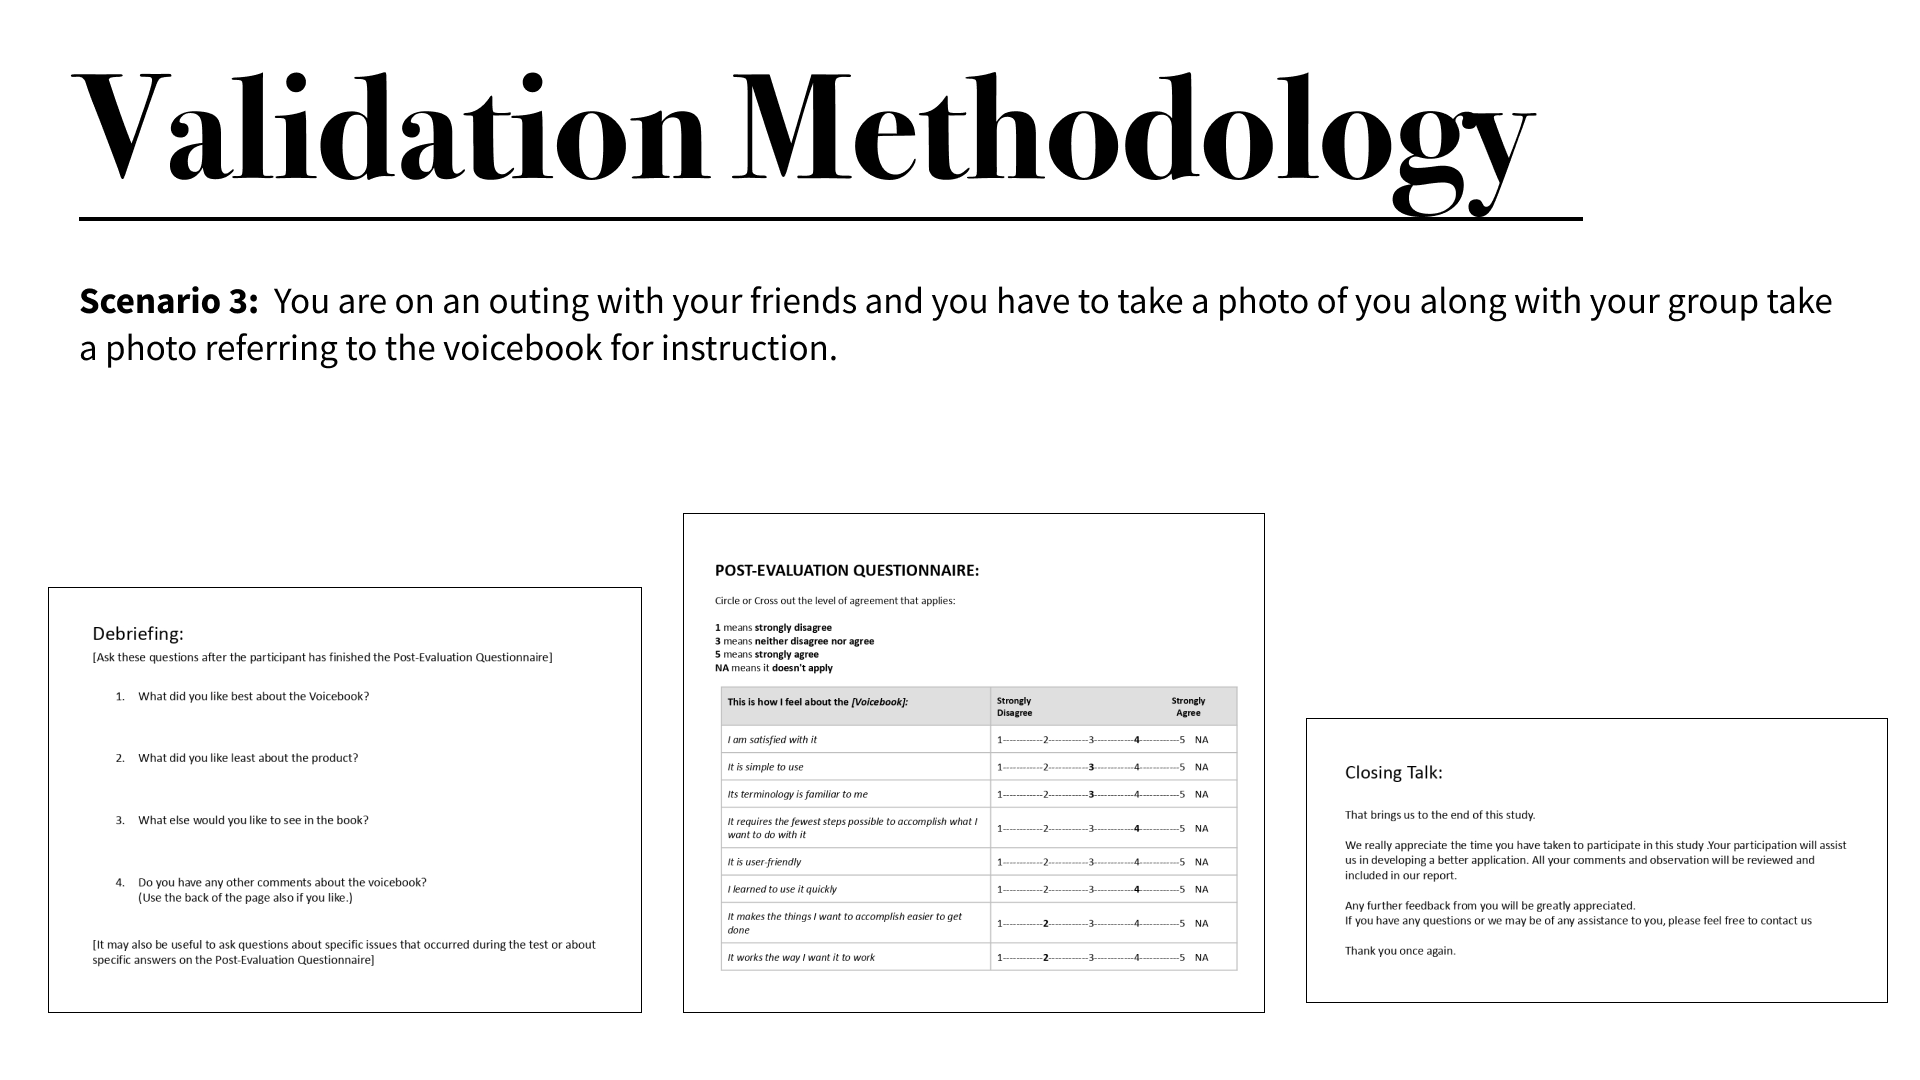 Validation Methodology
Scenario 3: You are on an outing with your friends and you have to take a photo of you along with your group take
a photo referring to the voicebook for instruction.
Debriefing:
[Ask these questions after the participant has finished the Post-Evaluation Questionnaire]
1. What did you like best about the Voicebook?
2. What did you like least about the product?
3. What else would you like to see in the book?
4. Do you have any other comments about the voicebook?
(Use the back of the page also if you like.)
[It may also be useful to ask questions about specific issues that occurred during the test or about
specific answers on the Post-Evaluation Questionnaire]
POST-EVALUATION QUESTIONNAIRE:
Circle or Cross out the level of agreement that applies:
1 means strongly disagree
3 means neither disagree nor agree
5 means strongly agree
NA means it doesn't apply
This is how I feel about the [Voicebook]: Strongly Strongly
Disagree Agree
I am satisfied with it 1------------2------------3------------4------------5 NA
It is simple to use 1------------2------------3------------4------------5 NA
Its terminology is familiar to me 1------------2------------3------------4------------5 NA
It requires the fewest steps possible to accomplish what I
want to do with it 1------------2------------3------------4------------5 NA
It is user-friendly 1------------2------------3------------4------------5 NA
I learned to use it quickly 1------------2------------3------------4------------5 NA
It makes the things I want to accomplish easier to get
done 1------------2------------3------------4------------5 NA
It works the way I want it to work 1------------2------------3------------4------------5 NA
Closing Talk:
That brings us to the end of this study.
We really appreciate the time you have taken to participate in this study .Your participation will assist
us in developing a better application. All your comments and observation will be reviewed and
included in our report.
Any further feedback from you will be greatly appreciated.
If you have any questions or we may be of any assistance to you, please feel free to contact us
Thank you once again.